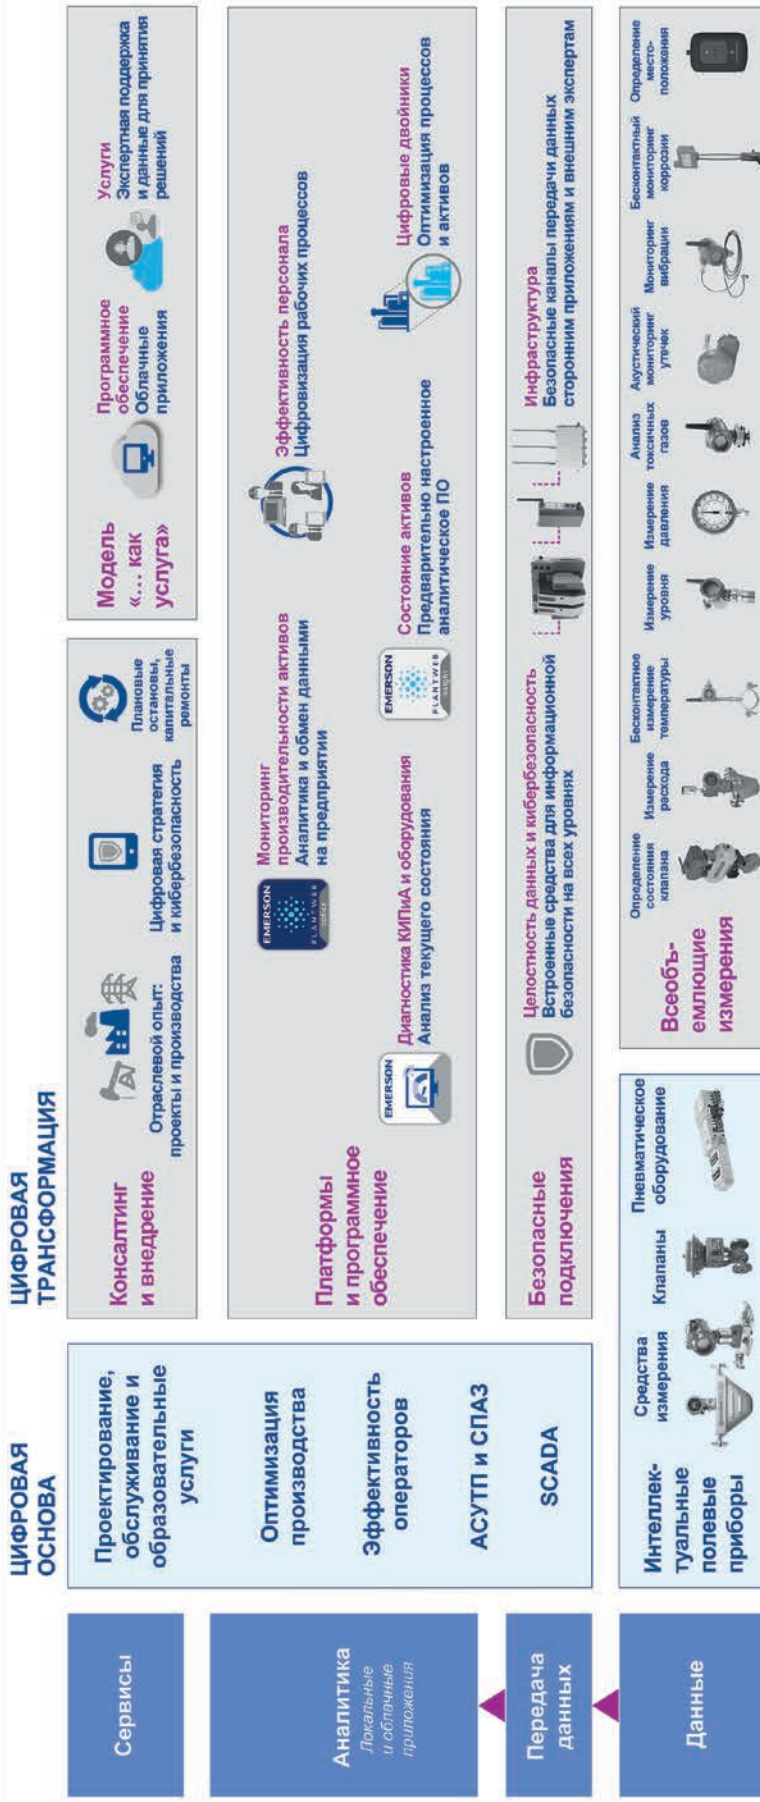 ЦИФРОВАЯ
ОСНОВА
ЦИФРОВАЯ
ТРАНСФОРМАЦИЯ
Сервисы
Проектирование,
обслуживание и
образовательные
услуги
Оптимизация
производства
Эффективность
операторов
АСУТП и СПАЗ
SCADA
Консалтинг
и внедрение
Отраслевой опыт:
проекты и производства
Цифровая стратегия
и кибербезопасность
Плановые
остановы,
капитальные
ремонты
Модель
«... как
услуга»
Программное
обеспечение
Облачные
приложения
Услуги
Экспертная поддержка
и данные для принятия
решений
Аналитика
Локальные
и облачные
приложения
Платформы
и программное
обеспечение
EMERSON
PLANTWEB
OPTICS
Мониторинг
производительности активов
Аналитика и обмен данными
на предприятии
Эффективность персонала
Цифровизация рабочих процессов
EMERSON
Диагностика КИПиА и оборудования
Анализ текущего состояния
EMERSON
PLANTWEB
INSIGHT
Состояние активов
Предварительно настроенное
аналитическое ПО
Цифровые двойники
Оптимизация процессов
и активов
Передача
данных
Безопасные
подключения
Целостность данных и кибербезопасность
Встроенные средства для информационной
безопасности на всех уровнях
Инфраструктура
Безопасные каналы передачи данных
сторонним приложениям и внешним экспертам
Данные
Интеллек-
туальные
полевые
приборы
Средства
измерения
Клапаны
Пневматическое
оборудование
Всеобъ-
емлющие
измерения
Определение
состояния
клапана
Измерение
расхода
Бесконтактное
измерение
температуры
Измерение
уровня
Измерение
давления
Анализ
токсичных
газов
Акустический
мониторинг
утечек
Мониторинг
вибрации
Бесконтактный
мониторинг
коррозии
Определение
место-
положения